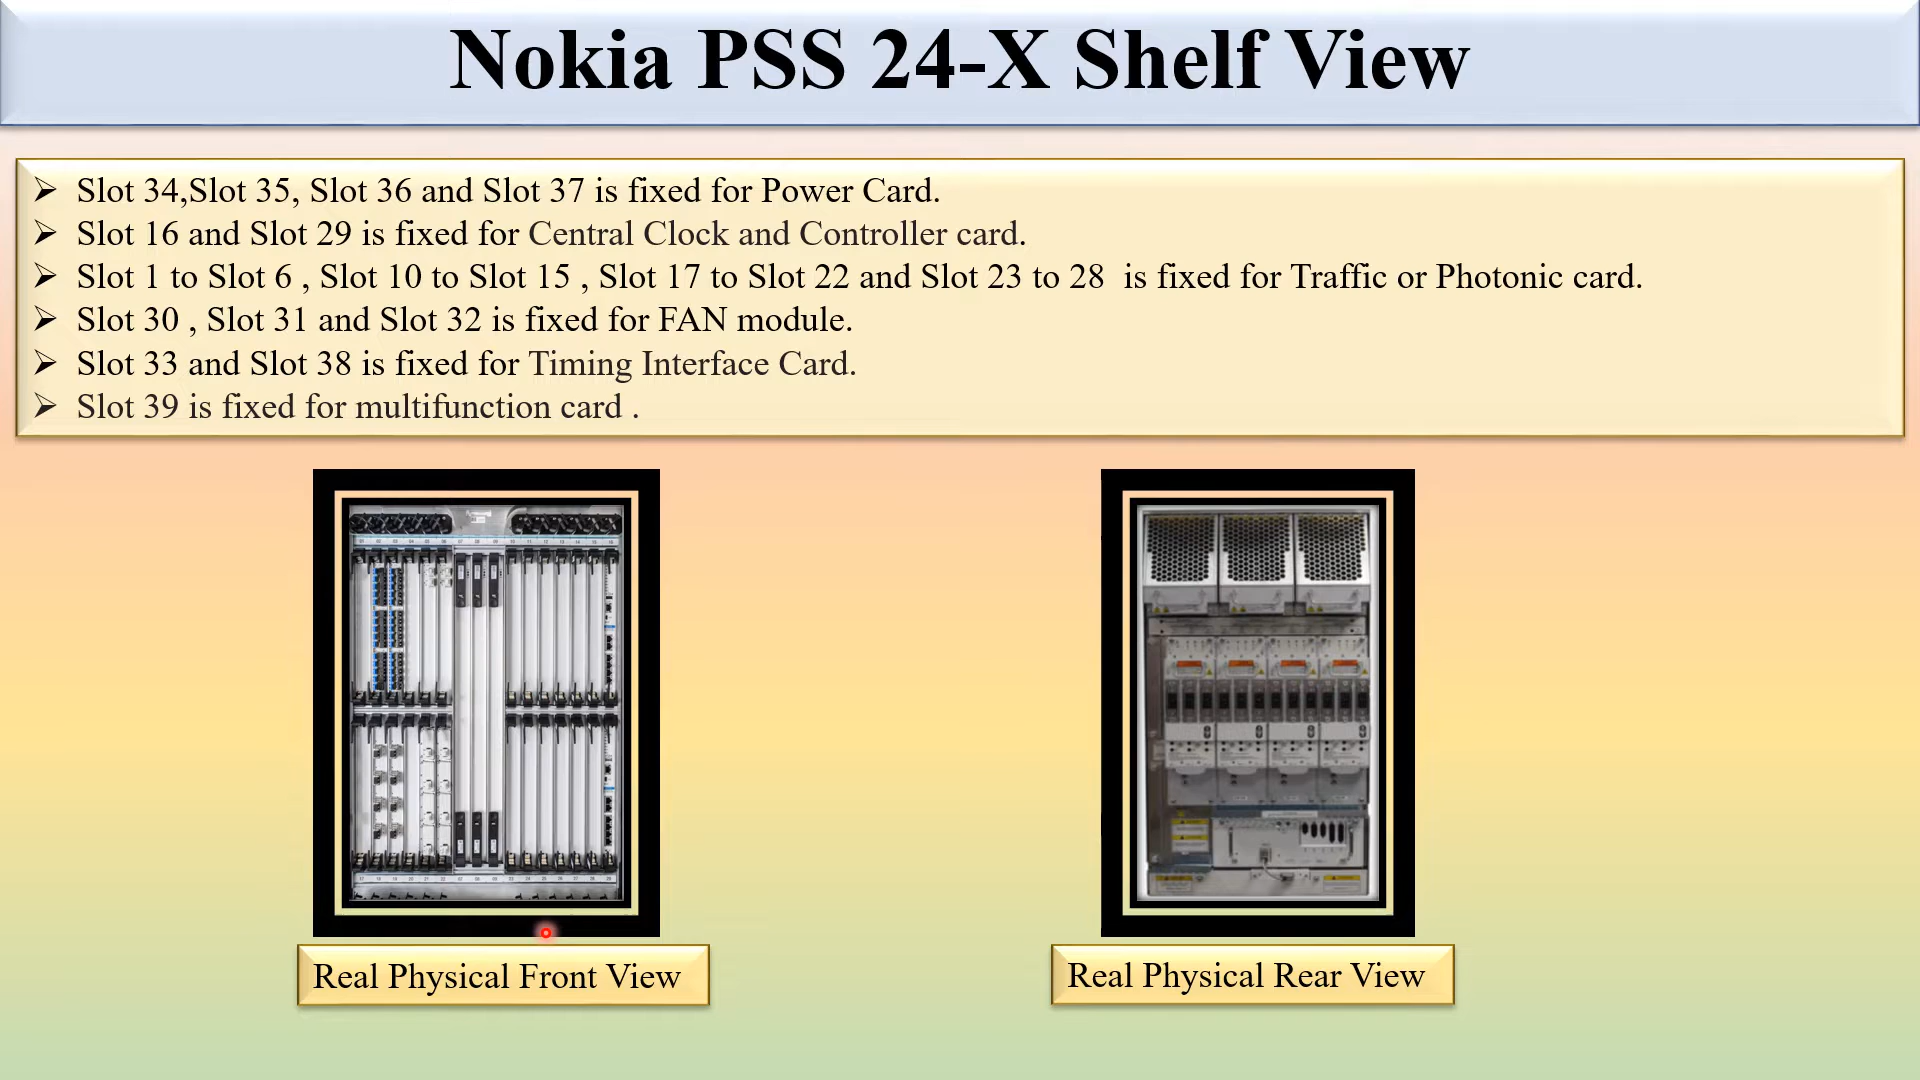 Nokia PSS 24-X Shelf View
➢ Slot 34,Slot 35, Slot 36 and Slot 37 is fixed for Power Card.
➢ Slot 16 and Slot 29 is fixed for Central Clock and Controller card.
➢ Slot 1 to Slot 6 , Slot 10 to Slot 15 , Slot 17 to Slot 22 and Slot 23 to 28 is fixed for Traffic or Photonic card.
➢ Slot 30 , Slot 31 and Slot 32 is fixed for FAN module.
➢ Slot 33 and Slot 38 is fixed for Timing Interface Card.
➢ Slot 39 is fixed for multifunction card .
Real Physical Front View
Real Physical Rear View